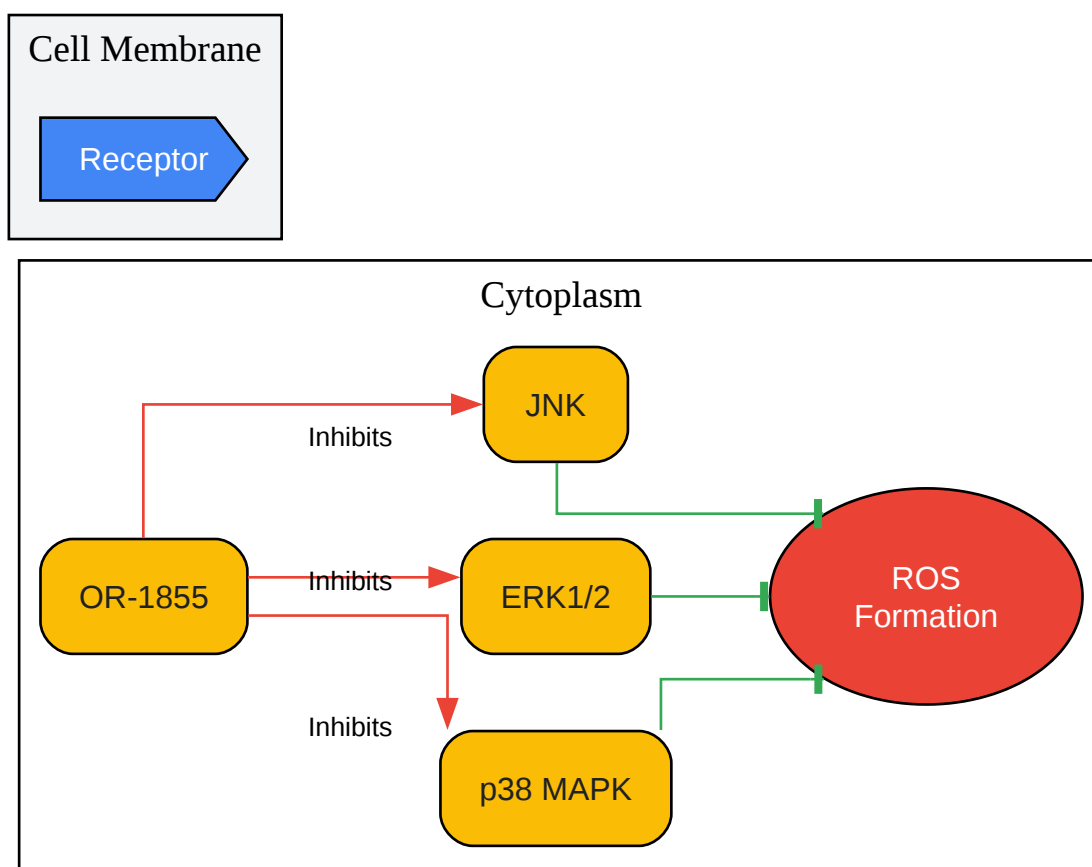 Cell Membrane
Receptor
Cytoplasm
JNK
Inhibits
OR-1855
Inhibits
ERK1/2
ROS
Formation
Inhibits
p38 MAPK